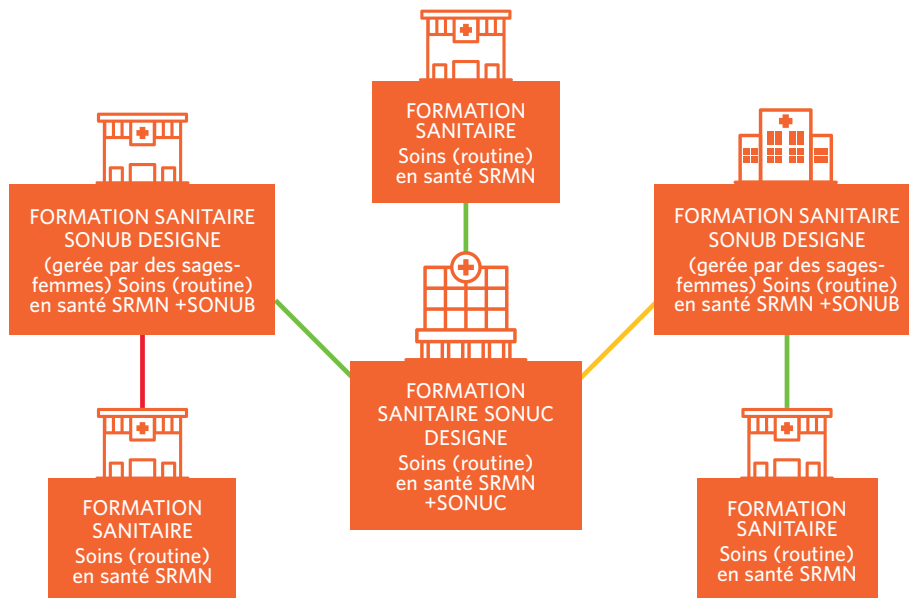 FORMATION
SANITAIRE
Soins (routine)
en santé SRMN
FORMATION SANITAIRE
SONUB DESIGNE
(gerée par des sages-
femmes) Soins (routine)
en santé SRMN +SONUB
FORMATION SANITAIRE
SONUB DESIGNE
(gerée par des sages-
femmes) Soins (routine)
en santé SRMN +SONUB
FORMATION
SANITAIRE SONUC
DESIGNE
Soins (routine)
en santé SRMN
+SONUC
FORMATION
SANITAIRE
Soins (routine)
en santé SRMN
FORMATION
SANITAIRE
Soins (routine)
en santé SRMN